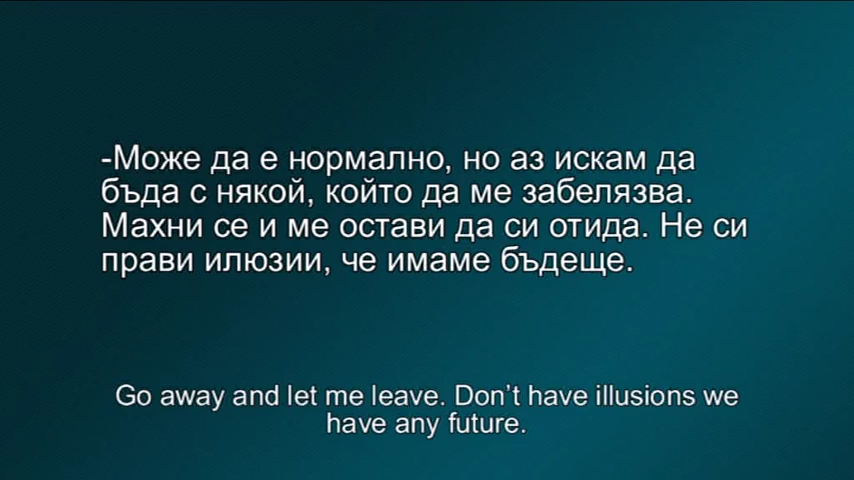 -Може да е нормално, но аз искам да
бъда с някой, който да ме забелязва.
Махни се и ме остави да си отида. Не си
прави илюзии, че имаме бъдеще.
Go away and let me leave. Don’t have illusions we
have any future.